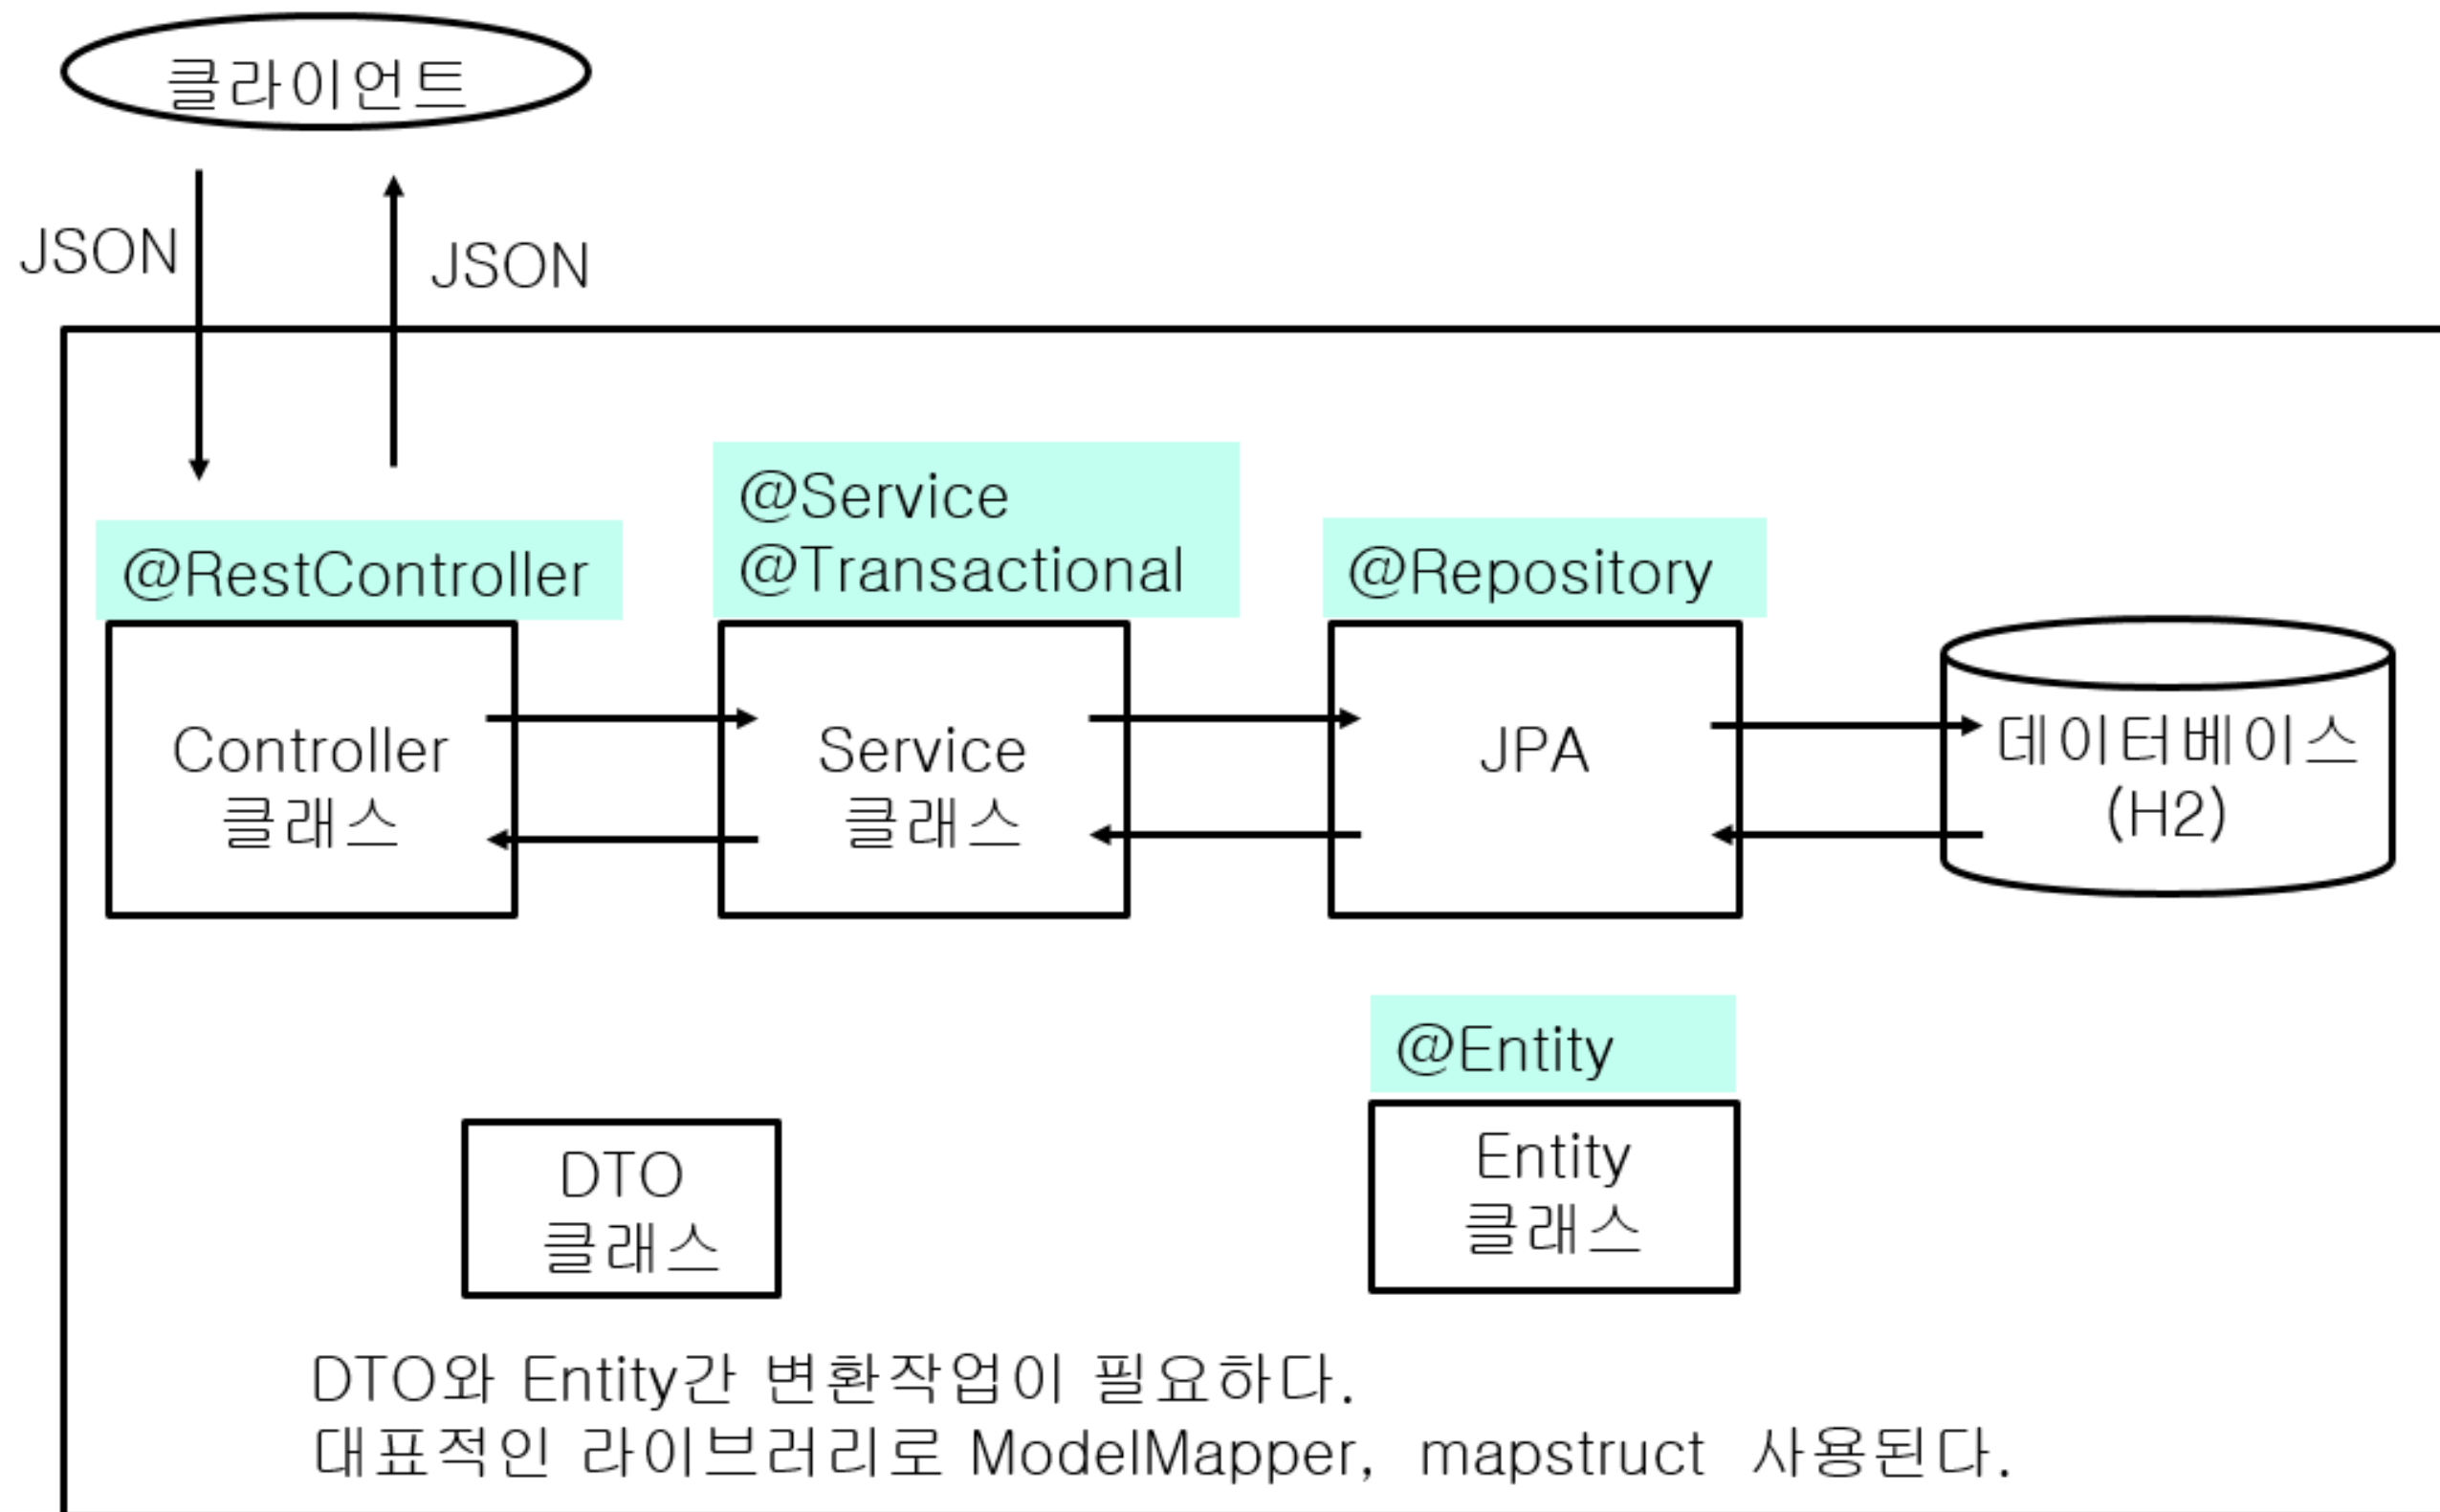 클라이언트
JSON
JSON
@RestController
@Service
@Transactional
@Repository
Controller
클래스
Service
클래스
JPA
데이터베이스
(H2)
@Entity
DTO
클래스
Entity
클래스
DTO와 Entity간 변환작업이 필요하다.
대표적인 라이브러리로 ModelMapper, mapstruct 사용된다.